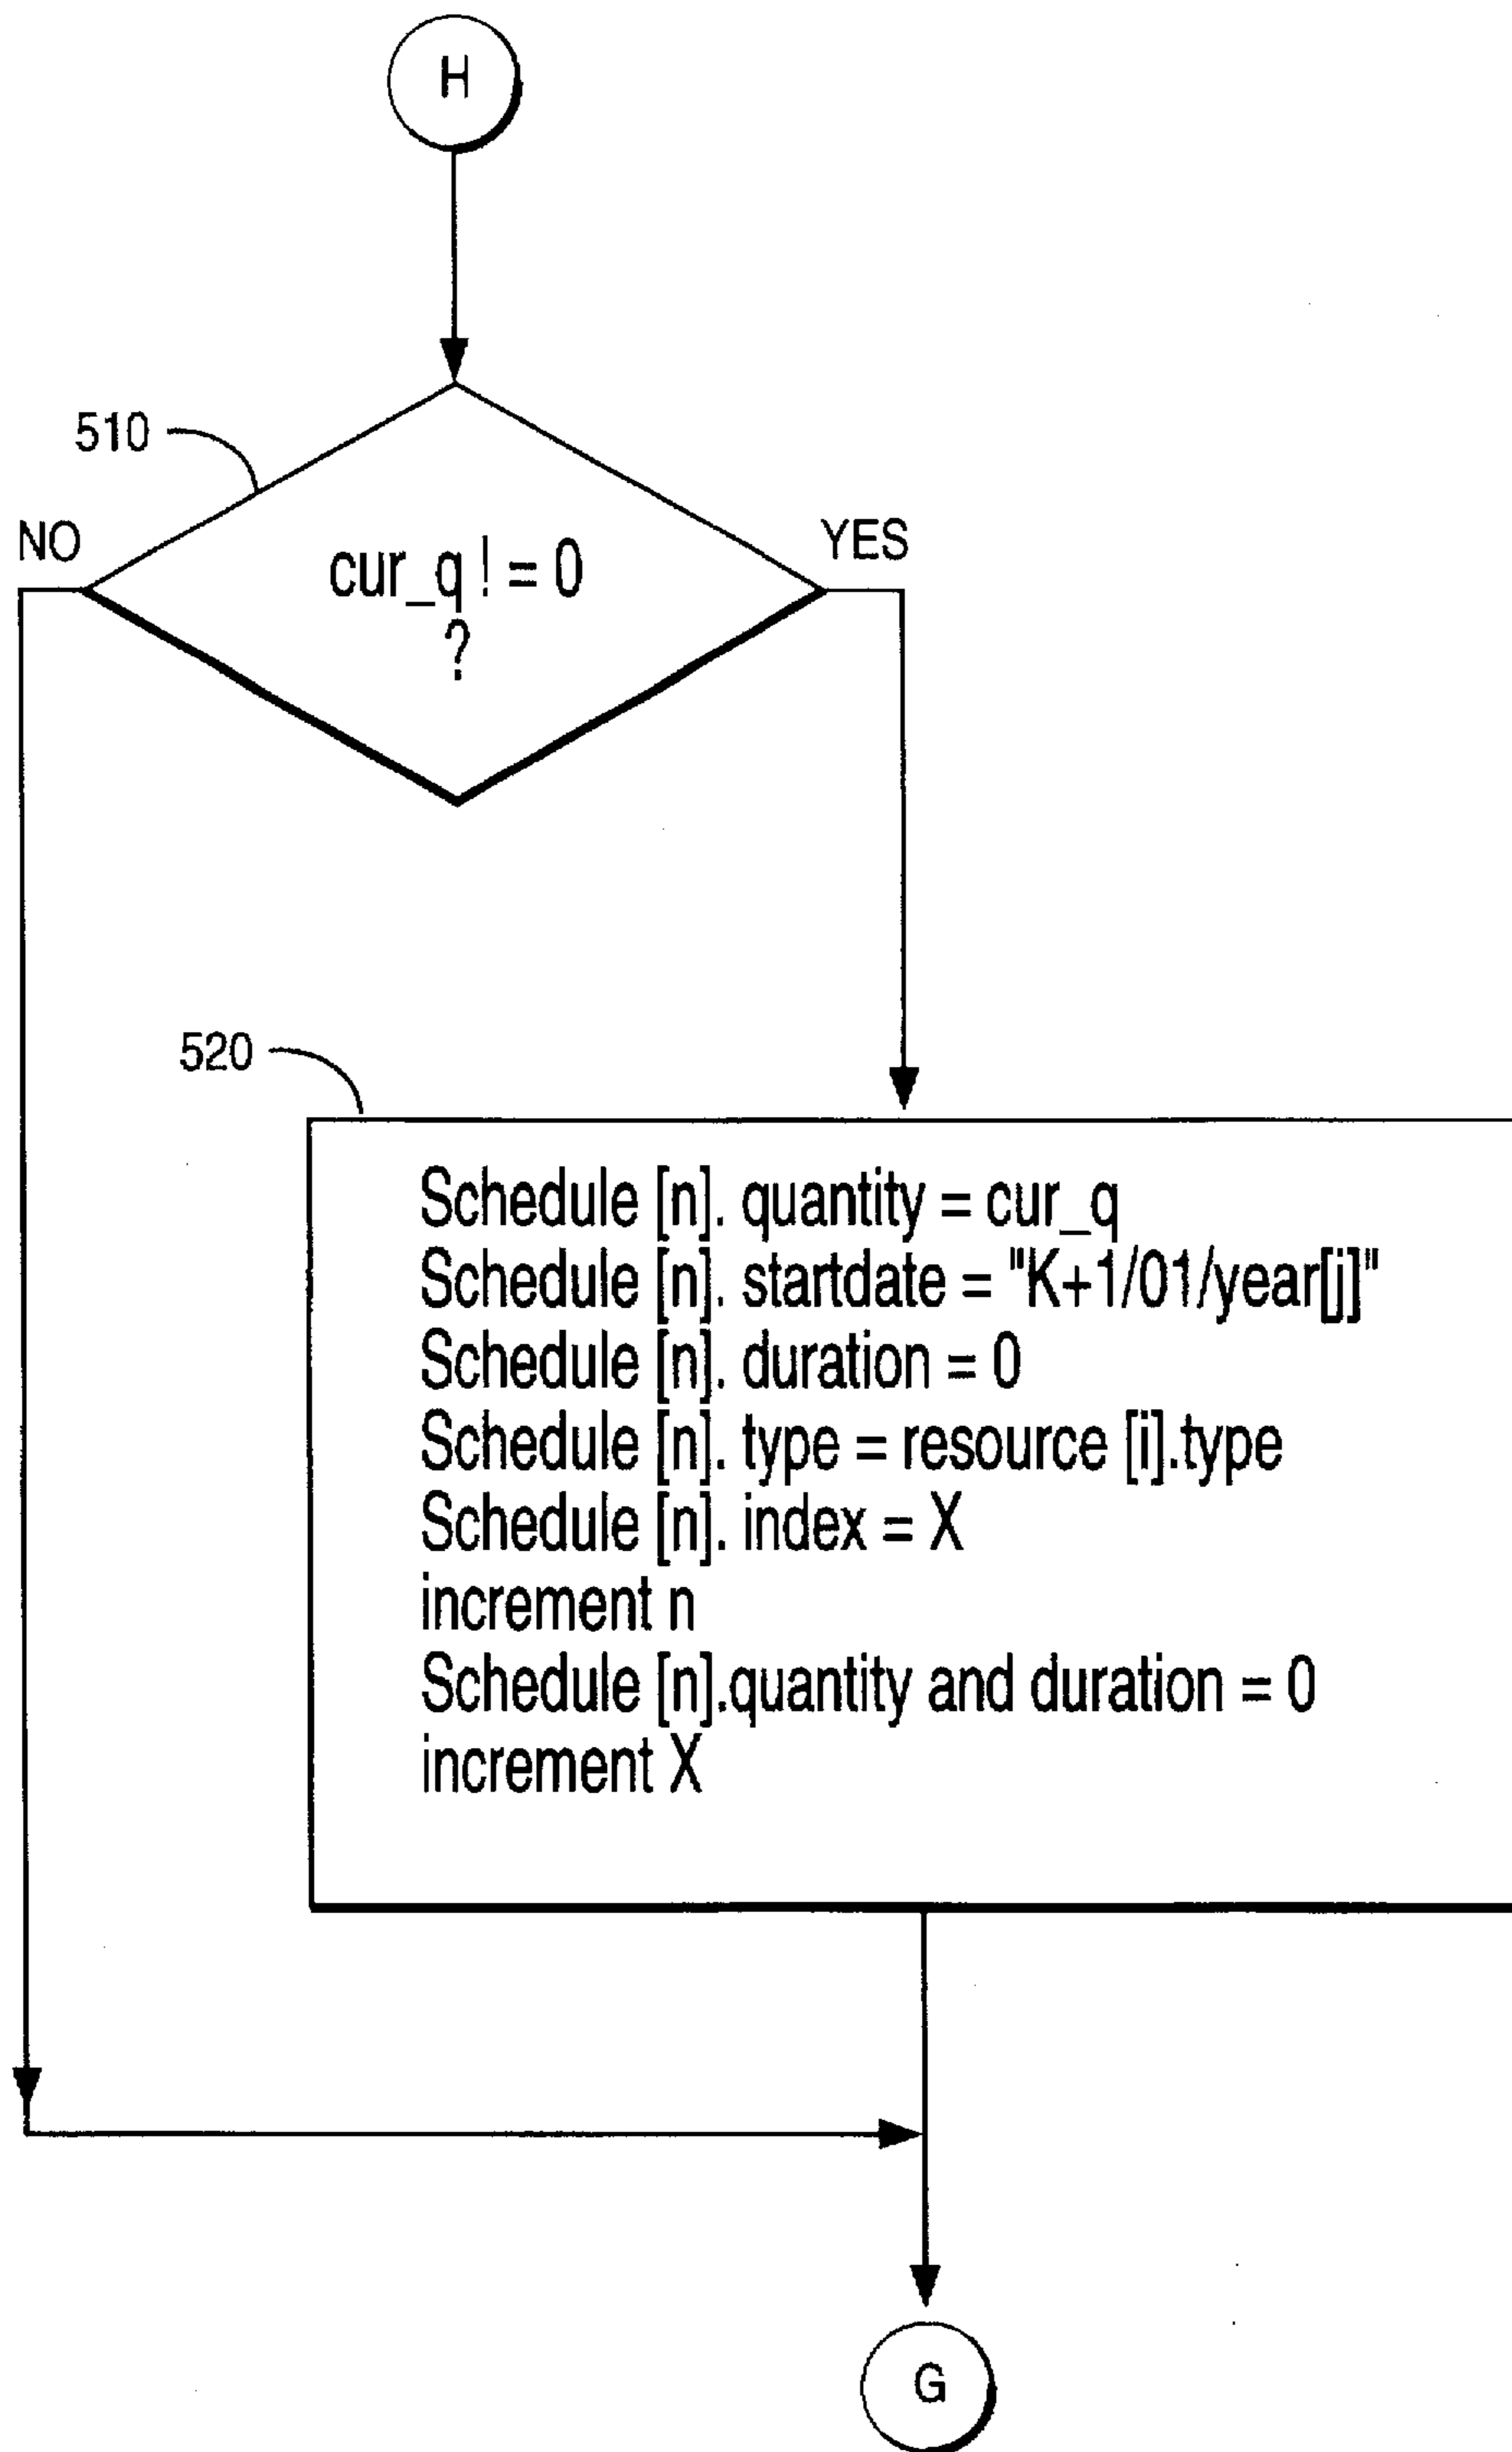 H
510
NO
YES
cur_q != 0
?
520
Schedule [n]. quantity = cur_q
Schedule [n]. startdate = "K+1/01/year[j]"
Schedule [n]. duration = 0
Schedule [n]. type = resource [i].type
Schedule [n]. index = X
increment n
Schedule [n].quantity and duration = 0
increment X
G